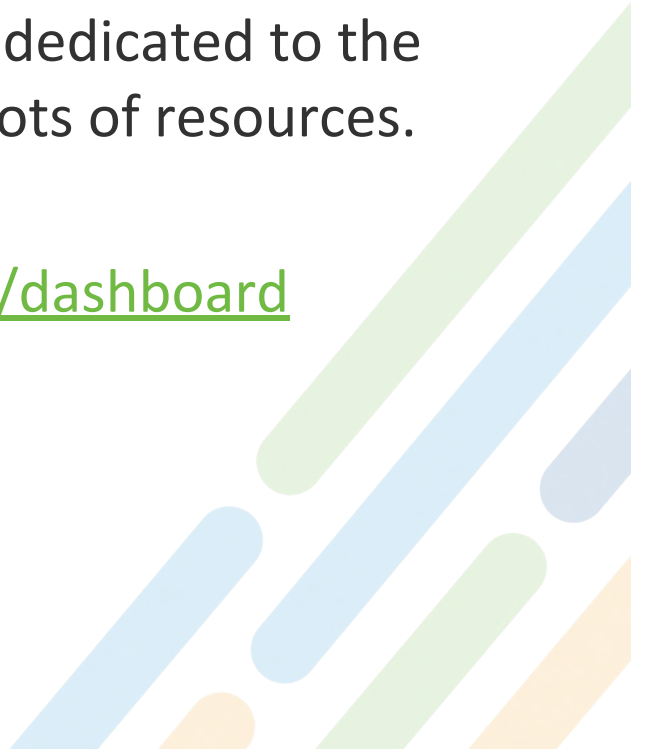 dedicated to the
ots of resources.
/dashboard